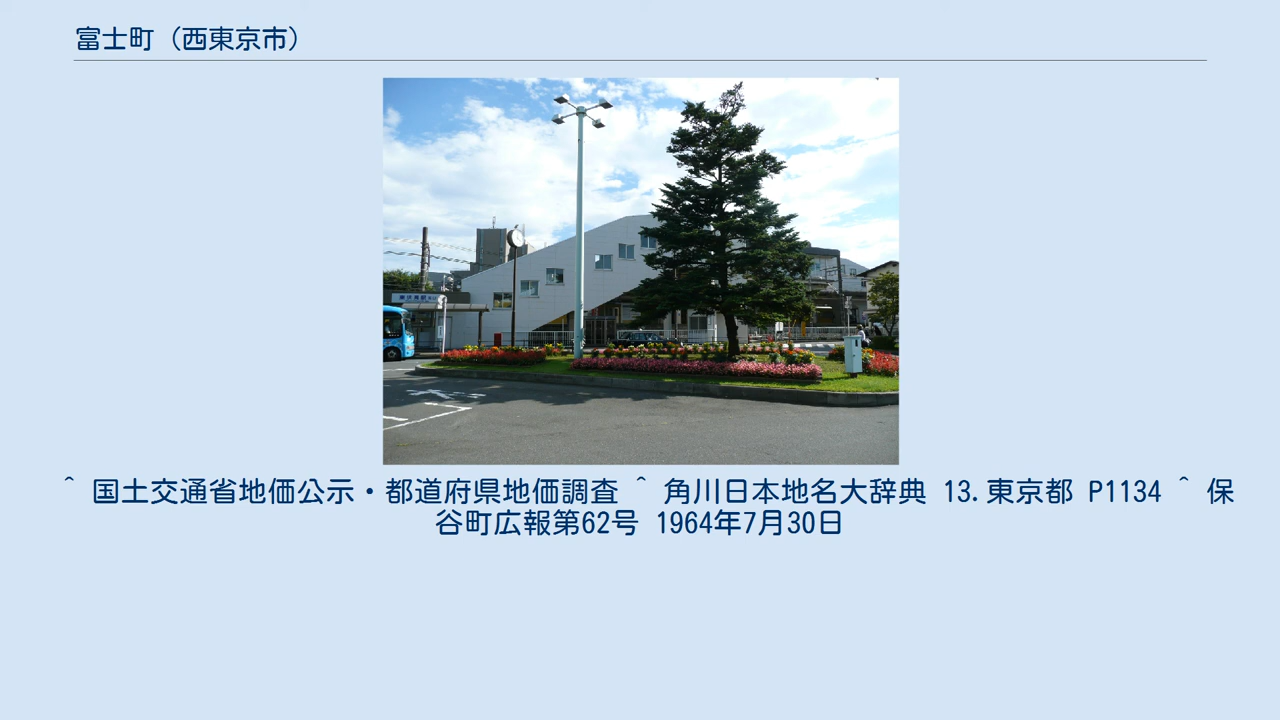 富士町（西東京市）
^ 国土交通省地価公示・都道府県地価調査 ^ 角川日本地名大辞典 13.東京都 P1134 ^ 保
谷町広報第62号 1964年7月30日